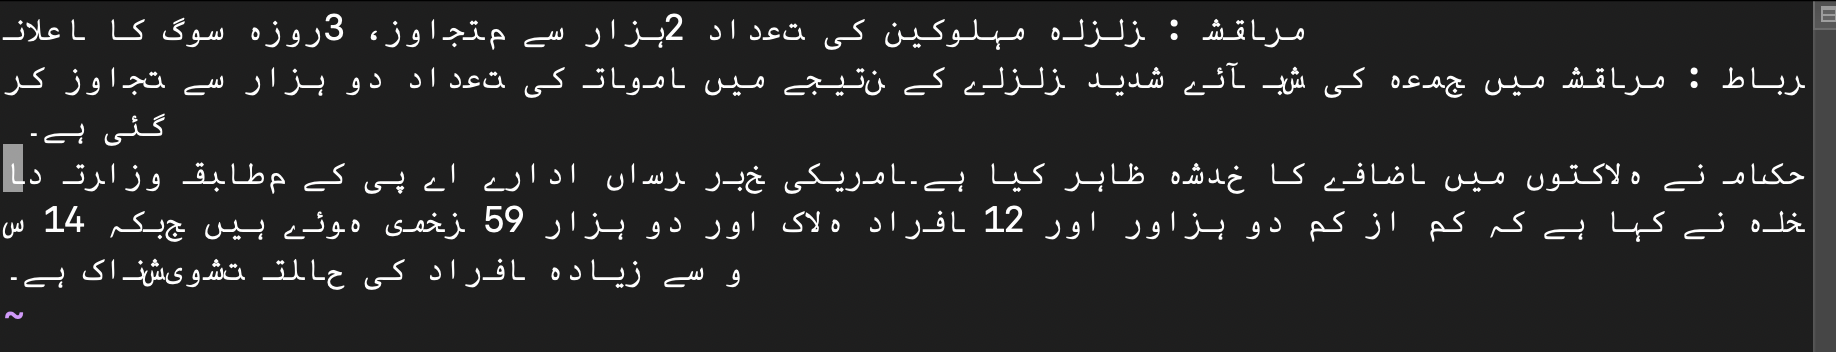 مراقش : زلزلہ مہلوکین کی تعداد 2ہزار سے متجاوز، 3روزہ سوگ کا اعلان
رباط : مراقش میں جمعہ کی شب آئے شدید زلزلے کے نتیجے میں اموات کی تعداد دو ہزار سے تجاوز کر
گئی ہے۔
حکام نے ہلاکتوں میں اضافے کا خدشہ ظاہر کیا ہے۔امریکی خبر رساں ادارے اے پی کے مطابق وزارت دا
خلہ نے کہا ہے کہ کم از کم دو ہزاور اور 12 افراد ہلاک اور دو ہزار 59 زخمی ہوئے ہیں جبکہ 14 س
و سے زیادہ افراد کی حالت تشویشناک ہے۔
~